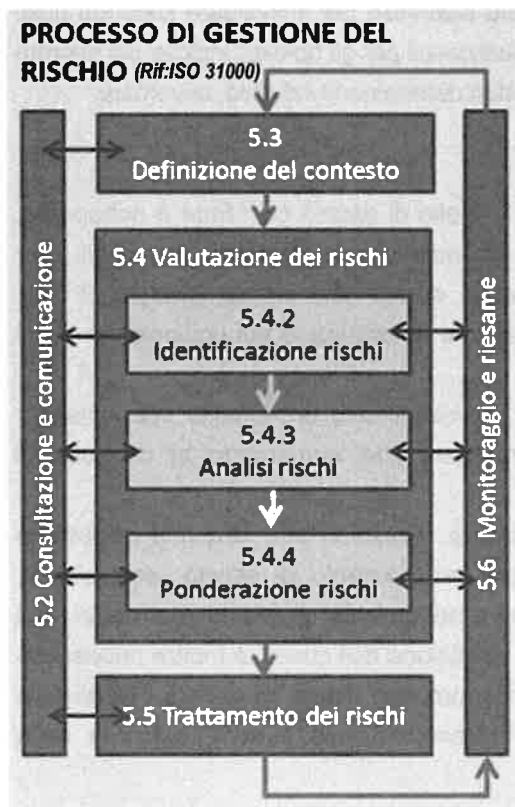 PROCESSO DI GESTIONE DEL
RISCHIO (Rif:ISO 31000)
5.3
Definizione del contesto
5.4 Valutazione dei rischi
5.4.2
Identificazione rischi
5.4.3
Analisi rischi
5.4.4
Ponderazione rischi
5.5 Trattamento dei rischi
5.2 Consultazione e comunicazione
5.6 Monitoraggio e riesame